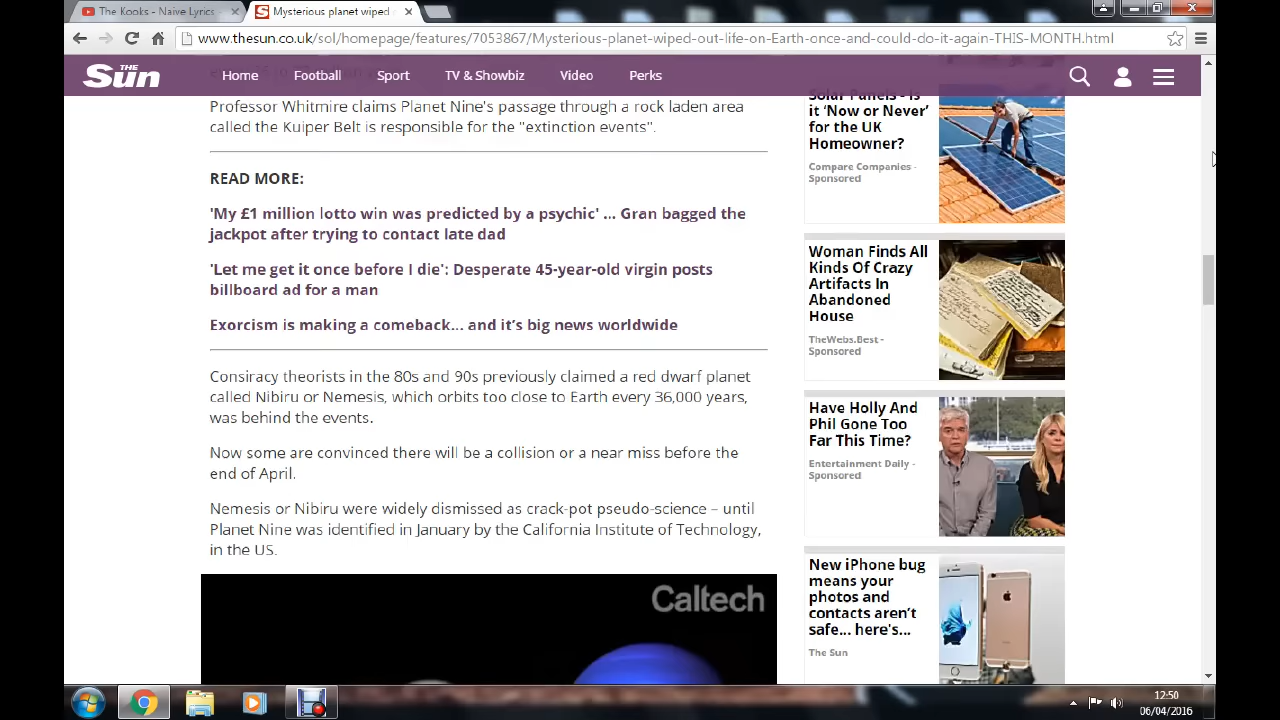 The Kooks - Naive Lyrics -
Mysterious planet wiped
www.thesun.co.uk/sol/homepage/features/7053867/Mysterious-planet-wiped-out-life-on-Earth-once-and-could-do-it-again-THIS-MONTH.html
THE Sun
Home Football Sport TV & Showbiz Video Perks
Professor Whitmire claims Planet Nine's passage through a rock laden area
called the Kuiper Belt is responsible for the "extinction events".
READ MORE:
'My £1 million lotto win was predicted by a psychic' ... Gran bagged the
jackpot after trying to contact late dad
'Let me get it once before I die': Desperate 45-year-old virgin posts
billboard ad for a man
Exorcism is making a comeback... and it's big news worldwide
Consiracy theorists in the 80s and 90s previously claimed a red dwarf planet
called Nibiru or Nemesis, which orbits too close to Earth every 36,000 years,
was behind the events.
Now some are convinced there will be a collision or a near miss before the
end of April.
Nemesis or Nibiru were widely dismissed as crack-pot pseudo-science – until
Planet Nine was identified in January by the California Institute of Technology,
in the US.
Caltech
Solar Panels - Is
it 'Now or Never'
for the UK
Homeowner?
Compare Companies -
Sponsored
Woman Finds All
Kinds Of Crazy
Artifacts In
Abandoned
House
TheWebs.Best -
Sponsored
Have Holly And
Phil Gone Too
Far This Time?
Entertainment Daily -
Sponsored
New iPhone bug
means your
photos and
contacts aren't
safe... here's...
The Sun
12:50
06/04/2016